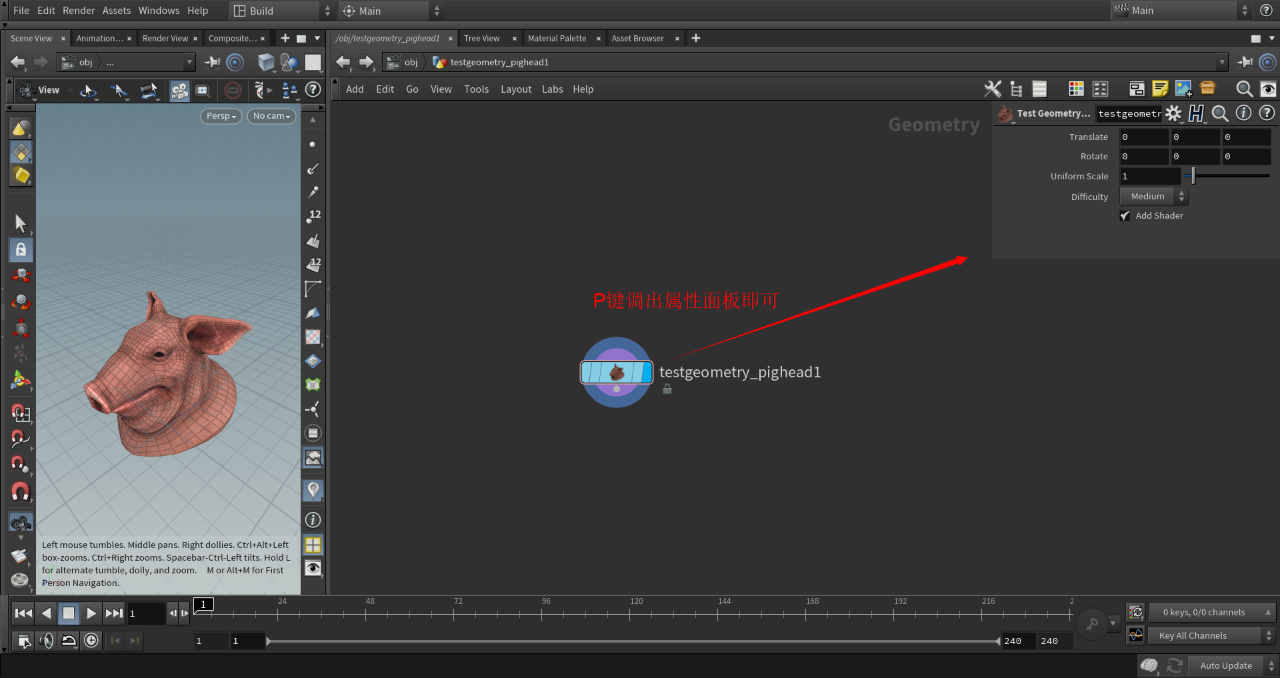 File Edit Render Assets Windows Help Build Main Main
Scene View Animation... Render View Composite...
/obj/testgeometry_pighead1 Tree View Material Palette Asset Browser
obj ...
obj testgeometry_pighead1
View
Add Edit Go View Tools Layout Labs Help
Persp No cam
Geometry
Test Geometry... testgeometr
Translate 0 0 0
Rotate 0 0 0
Uniform Scale 1
Difficulty Medium
Add Shader
12
12
P键调出属性面板即可
testgeometry_pighead1
Left mouse tumbles. Middle pans. Right dollies. Ctrl+Alt+Left
box-zooms. Ctrl+Right zooms. Spacebar-Ctrl-Left tilts. Hold L
for alternate tumble, dolly, and zoom. M or Alt+M for First
Person Navigation.
1 1 24 48 72 96 120 144 168 192 216 2
0 keys, 0/0 channels
1 1 240 240
Key All Channels
Auto Update